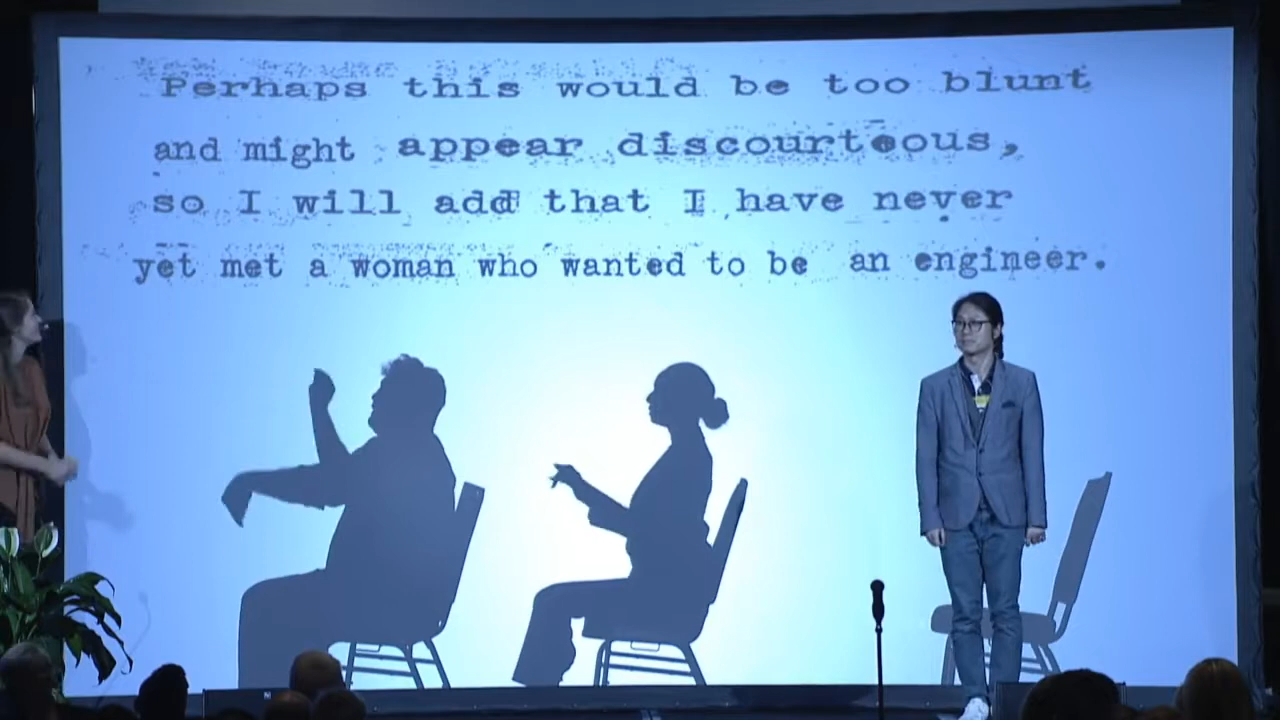 Perhaps this would be too blunt
and might appear discourteous,
so I will add that I have never
yet met a woman who wanted to be an engineer.